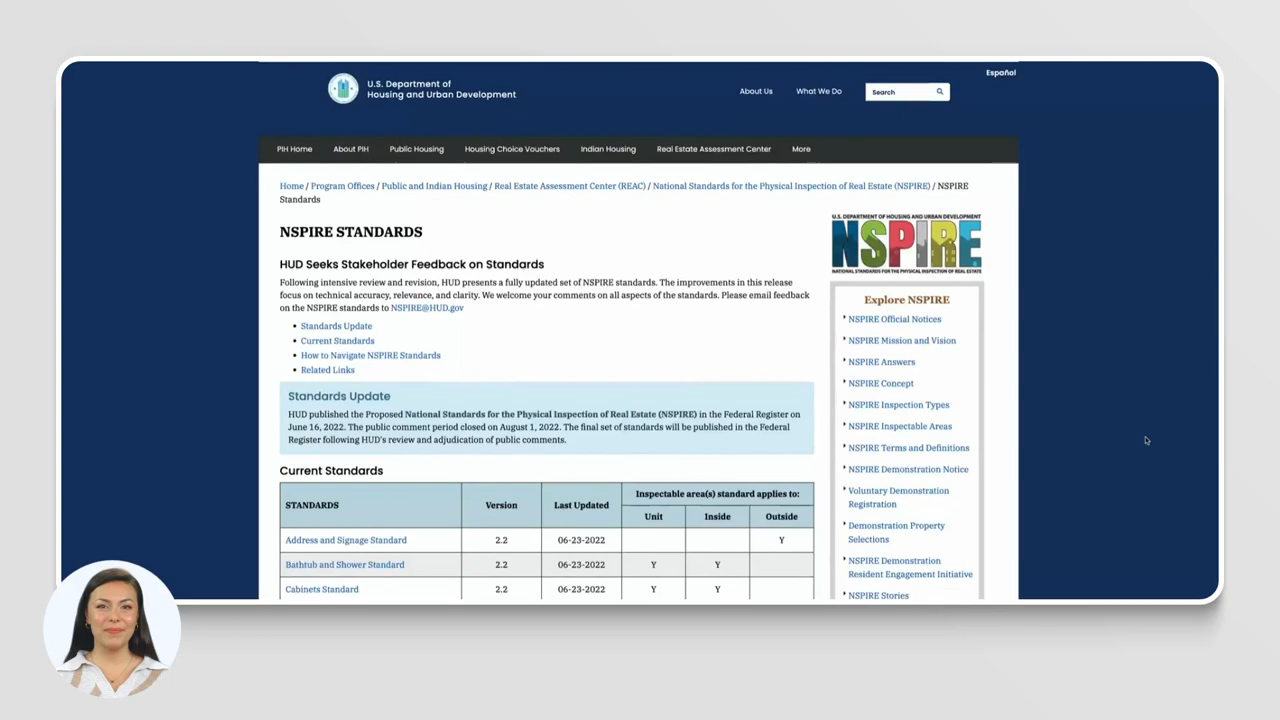 Español
U.S. Department of
Housing and Urban Development
About Us
What We Do
Search
PIH Home
About PIH
Public Housing
Housing Choice Vouchers
Indian Housing
Real Estate Assessment Center
More
Home / Program Offices / Public and Indian Housing / Real Estate Assessment Center (REAC) / National Standards for the Physical Inspection of Real Estate (NSPIRE) / NSPIRE
Standards
NSPIRE STANDARDS
HUD Seeks Stakeholder Feedback on Standards
Following intensive review and revision, HUD presents a fully updated set of NSPIRE standards. The improvements in this release
focus on technical accuracy, relevance, and clarity. We welcome your comments on all aspects of the standards. Please email feedback
on the NSPIRE standards to NSPIRE@HUD.gov
• Standards Update
• Current Standards
• How to Navigate NSPIRE Standards
• Related Links
Standards Update
HUD published the Proposed National Standards for the Physical Inspection of Real Estate (NSPIRE) in the Federal Register on
June 16, 2022. The public comment period closed on August 1, 2022. The final set of standards will be published in the Federal
Register following HUD's review and adjudication of public comments.
Current Standards
STANDARDS Version Last Updated Inspectable area(s) standard applies to:
Unit Inside Outside
Address and Signage Standard 2.2 06-23-2022 Y
Bathtub and Shower Standard 2.2 06-23-2022 Y Y
Cabinets Standard 2.2 06-23-2022 Y Y
U.S. DEPARTMENT OF HOUSING AND URBAN DEVELOPMENT
NSPIRE
NATIONAL STANDARDS FOR THE PHYSICAL INSPECTION OF REAL ESTATE
Explore NSPIRE
NSPIRE Official Notices
NSPIRE Mission and Vision
NSPIRE Answers
NSPIRE Concept
NSPIRE Inspection Types
NSPIRE Inspectable Areas
NSPIRE Terms and Definitions
NSPIRE Demonstration Notice
Voluntary Demonstration
Registration
Demonstration Property
Selections
NSPIRE Demonstration
Resident Engagement Initiative
NSPIRE Stories